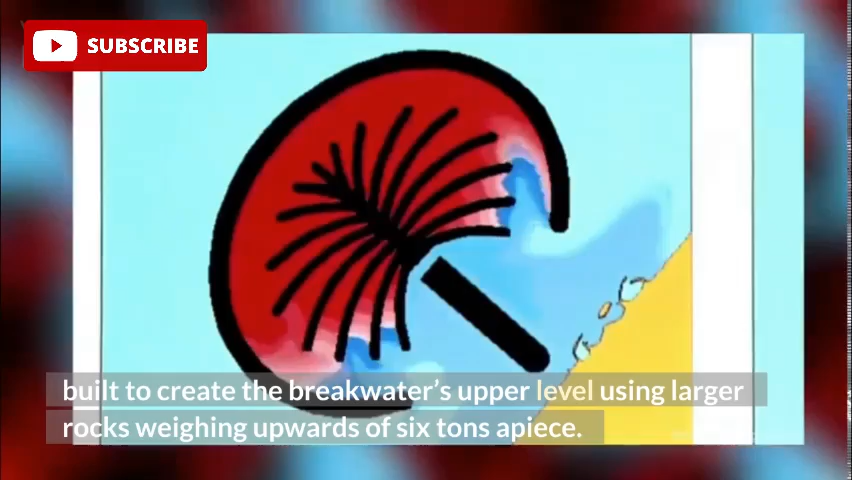 SUBSCRIBE
built to create the breakwater’s upper level using larger
rocks weighing upwards of six tons apiece.